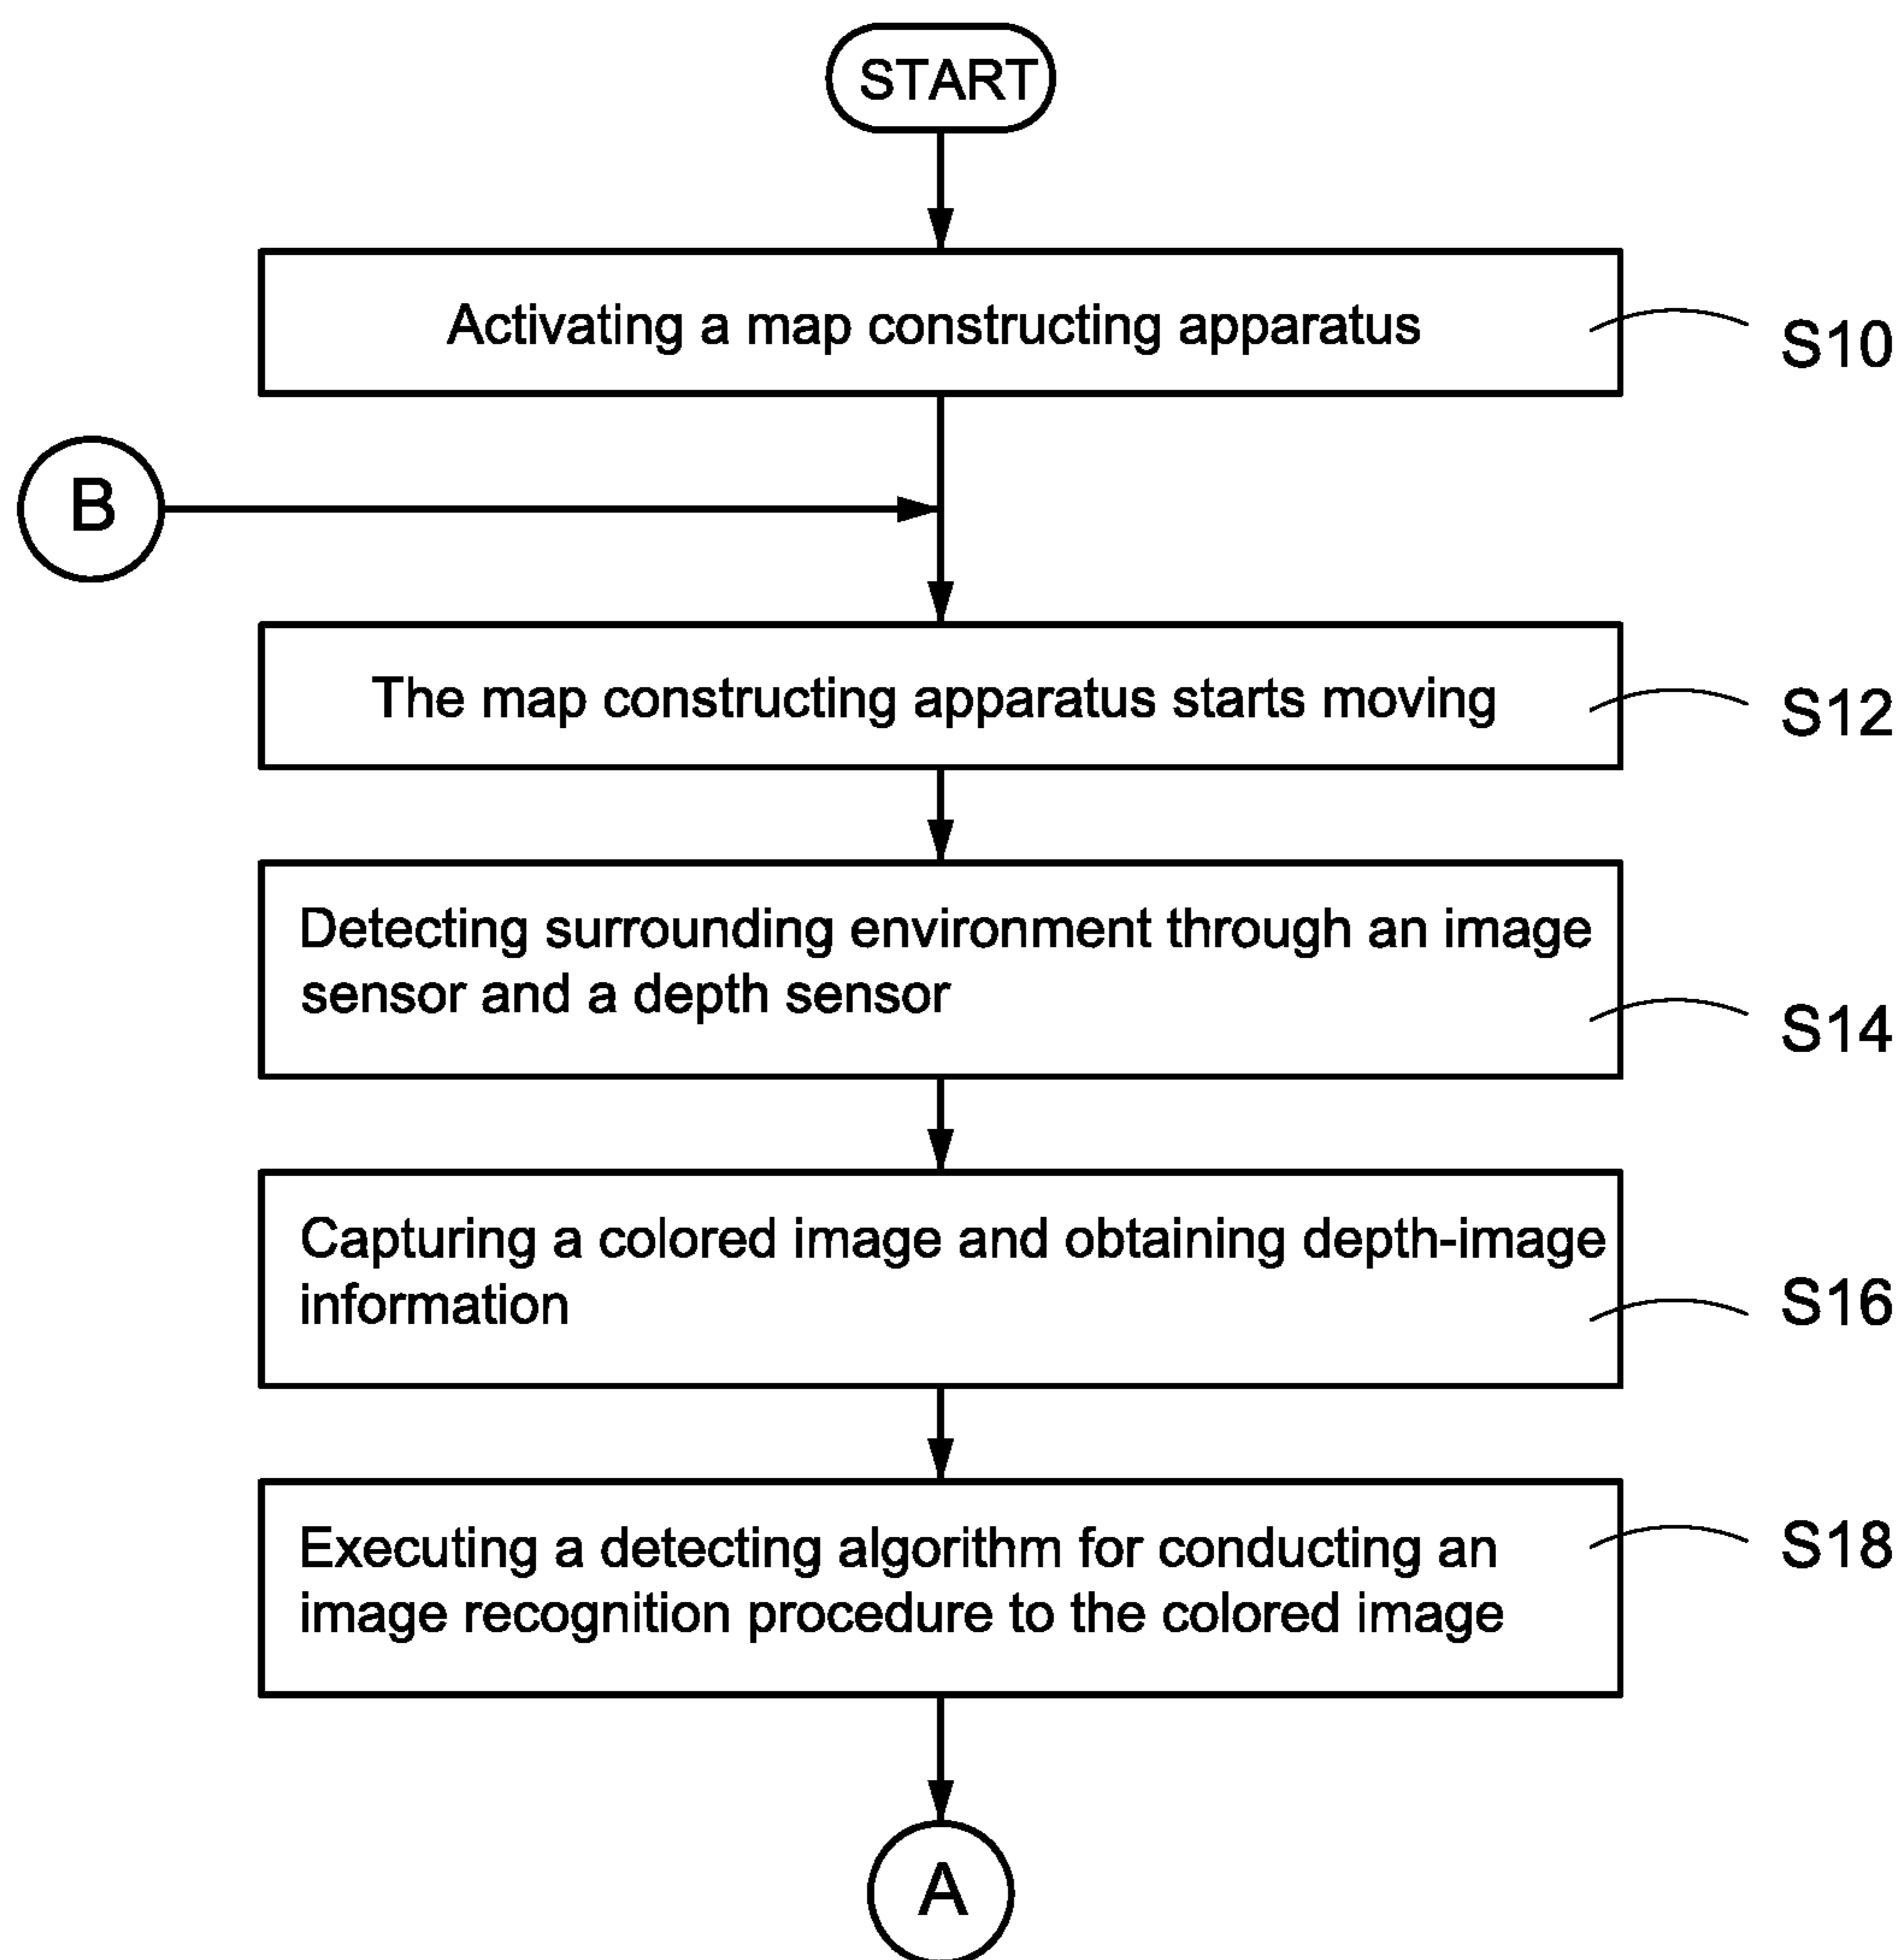 START
Activating a map constructing apparatus
S10
B
The map constructing apparatus starts moving
S12
Detecting surrounding environment through an image
sensor and a depth sensor
S14
Capturing a colored image and obtaining depth-image
information
S16
Executing a detecting algorithm for conducting an
image recognition procedure to the colored image
S18
A